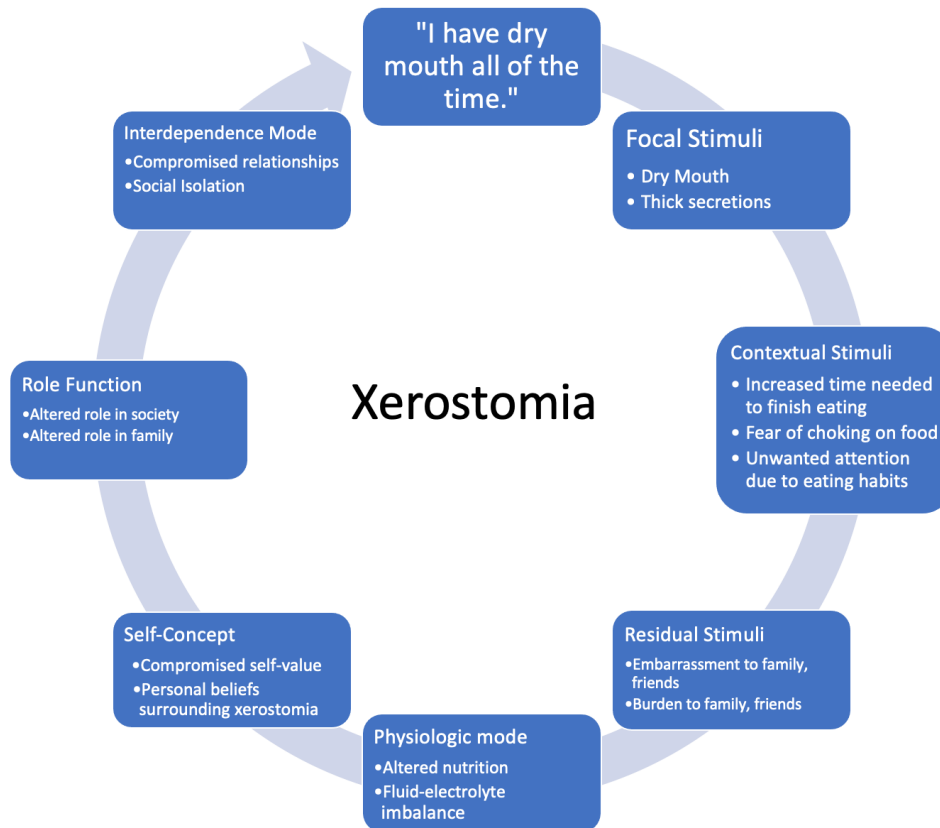 "I have dry
mouth all of the
time."
Focal Stimuli
• Dry Mouth
• Thick secretions
Contextual Stimuli
• Increased time needed
to finish eating
• Fear of choking on food
• Unwanted attention
due to eating habits
Residual Stimuli
•Embarrassment to family,
friends
•Burden to family, friends
Physiologic mode
•Altered nutrition
•Fluid-electrolyte
imbalance
Self-Concept
•Compromised self-value
•Personal beliefs
surrounding xerostomia
Role Function
•Altered role in society
•Altered role in family
Interdependence Mode
•Compromised relationships
•Social Isolation
Xerostomia